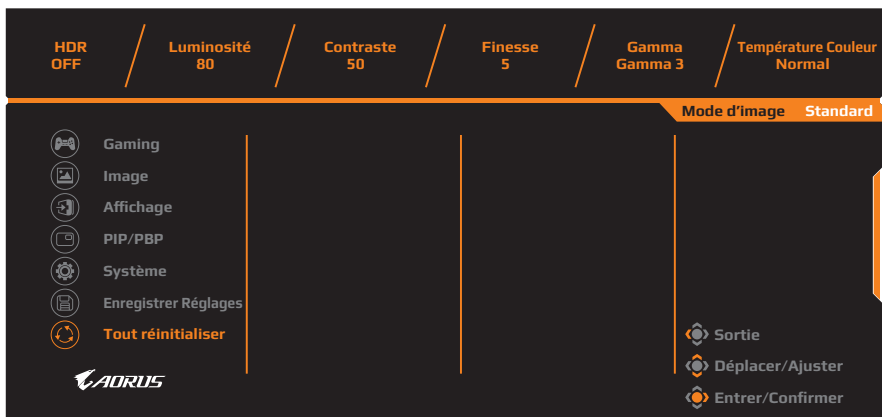 HDR Luminosité Contraste Finesse Gamma Température Couleur
OFF 80 50 5 Gamma 3 Normal
Mode d’image Standard
Gaming
Image
Affichage
PIP/PBP
Système
Enregistrer Réglages
Tout réinitialiser
Sortie
Déplacer/Ajuster
AORUS
Entrer/Confirmer